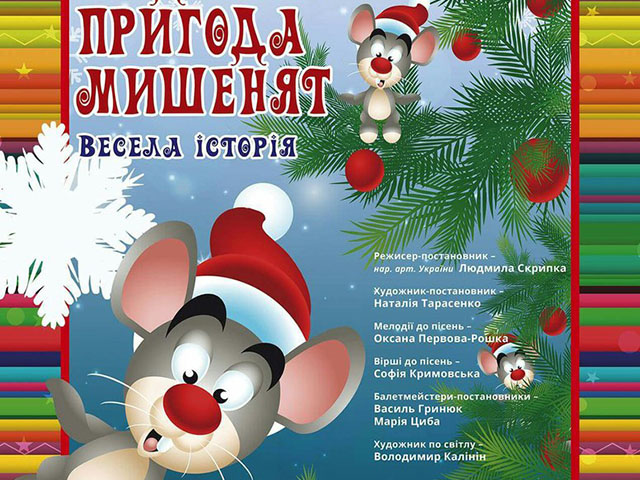 ПРИГОДА
МИШЕНЯТ
ВЕСЕЛА ІСТОРІЯ
Режисер-постановник –
нар. арт. України Людмила Скрипка
Художник-постановник –
Наталія Тарасенко
Мелодії до пісень –
Оксана Первова-Рошка
Вірші до пісень –
Софія Кримовська
Балетмейстери-постановники –
Василь Гринюк
Марія Циба
Художник по світлу –
Володимир Калінін